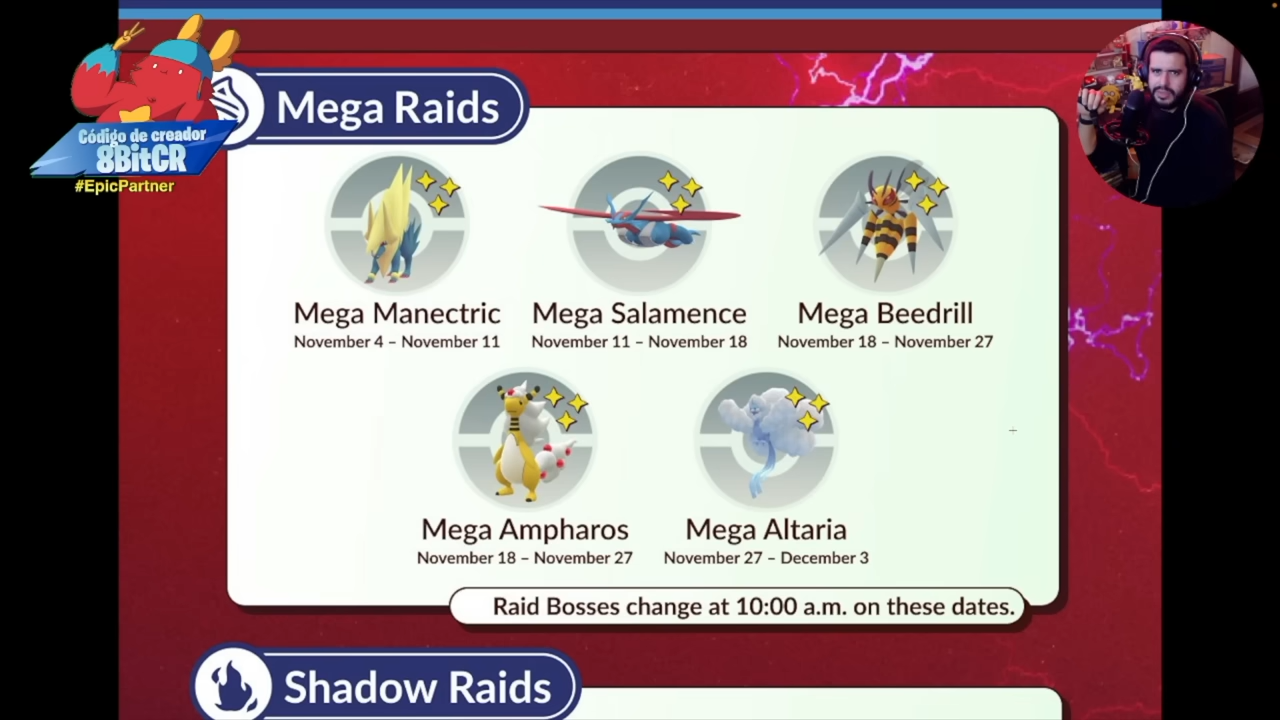 Código de creador
8BitCR
#EpicPartner
Mega Raids
Mega Manectric
November 4 – November 11
Mega Salamence
November 11 – November 18
Mega Beedrill
November 18 – November 27
Mega Ampharos
November 18 – November 27
Mega Altaria
November 27 – December 3
Raid Bosses change at 10:00 a.m. on these dates.
Shadow Raids